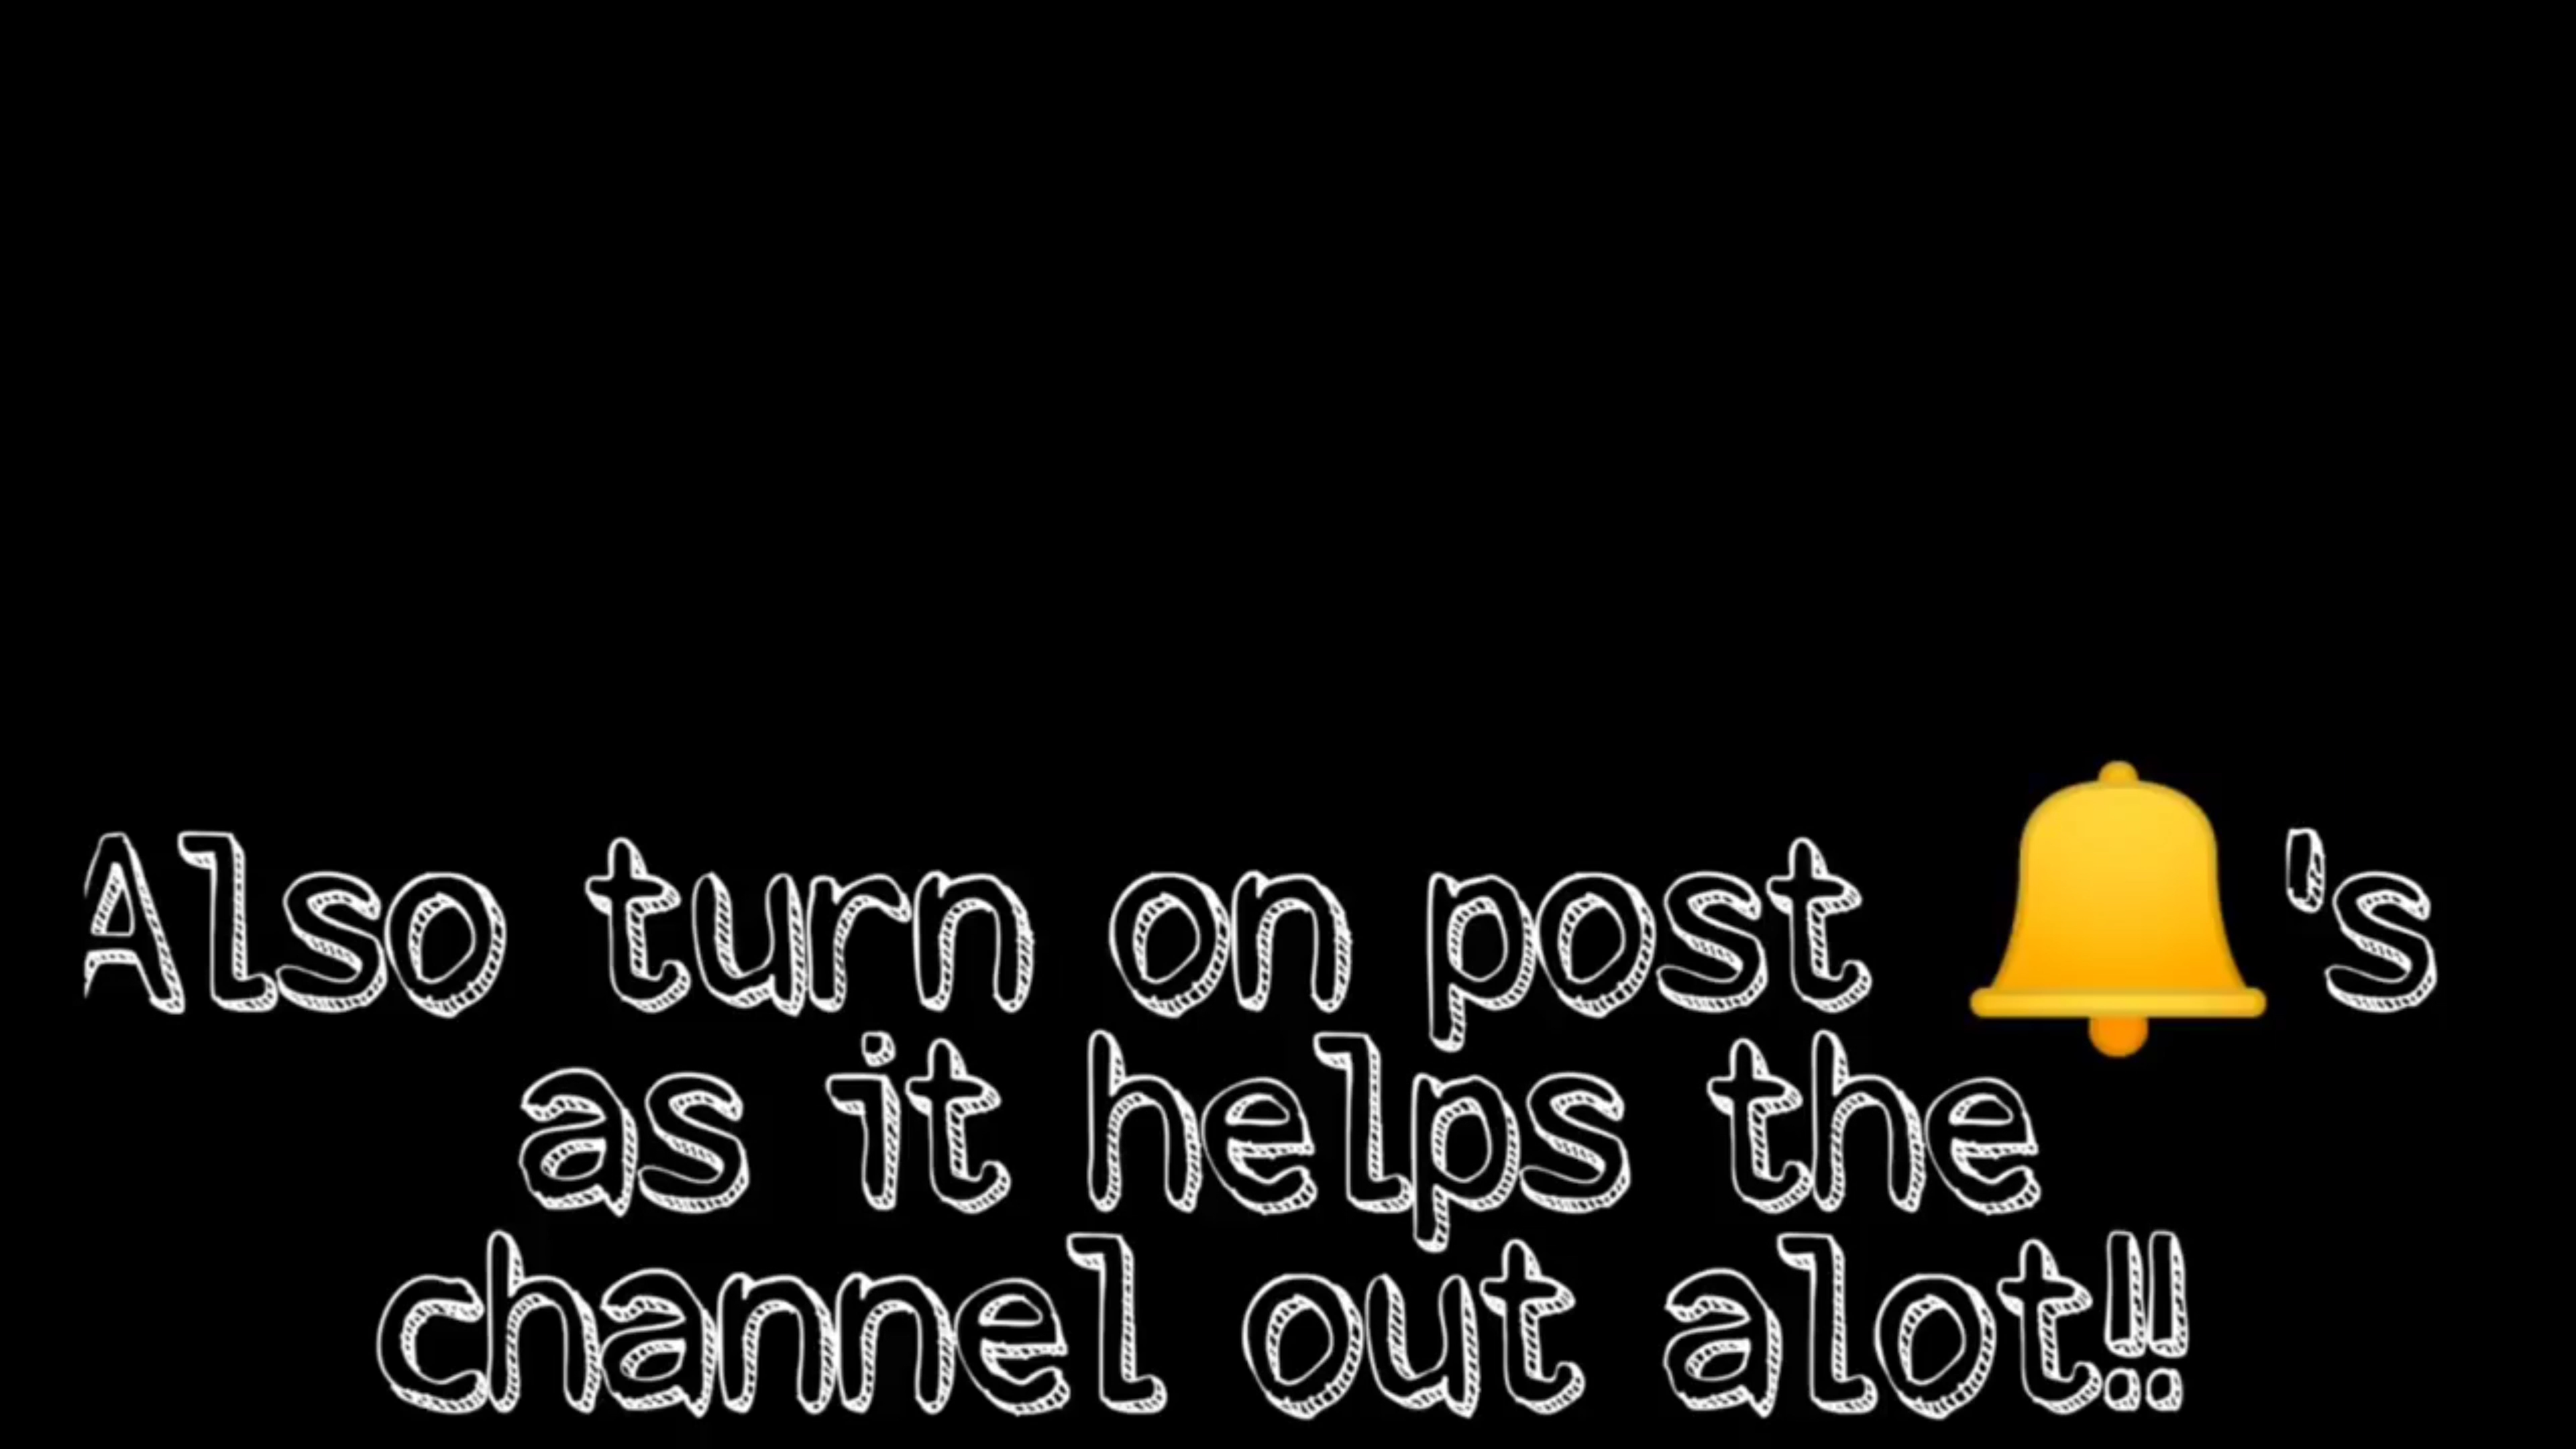 Also turn on post 🔔's
as it helps the
channel out alot!!